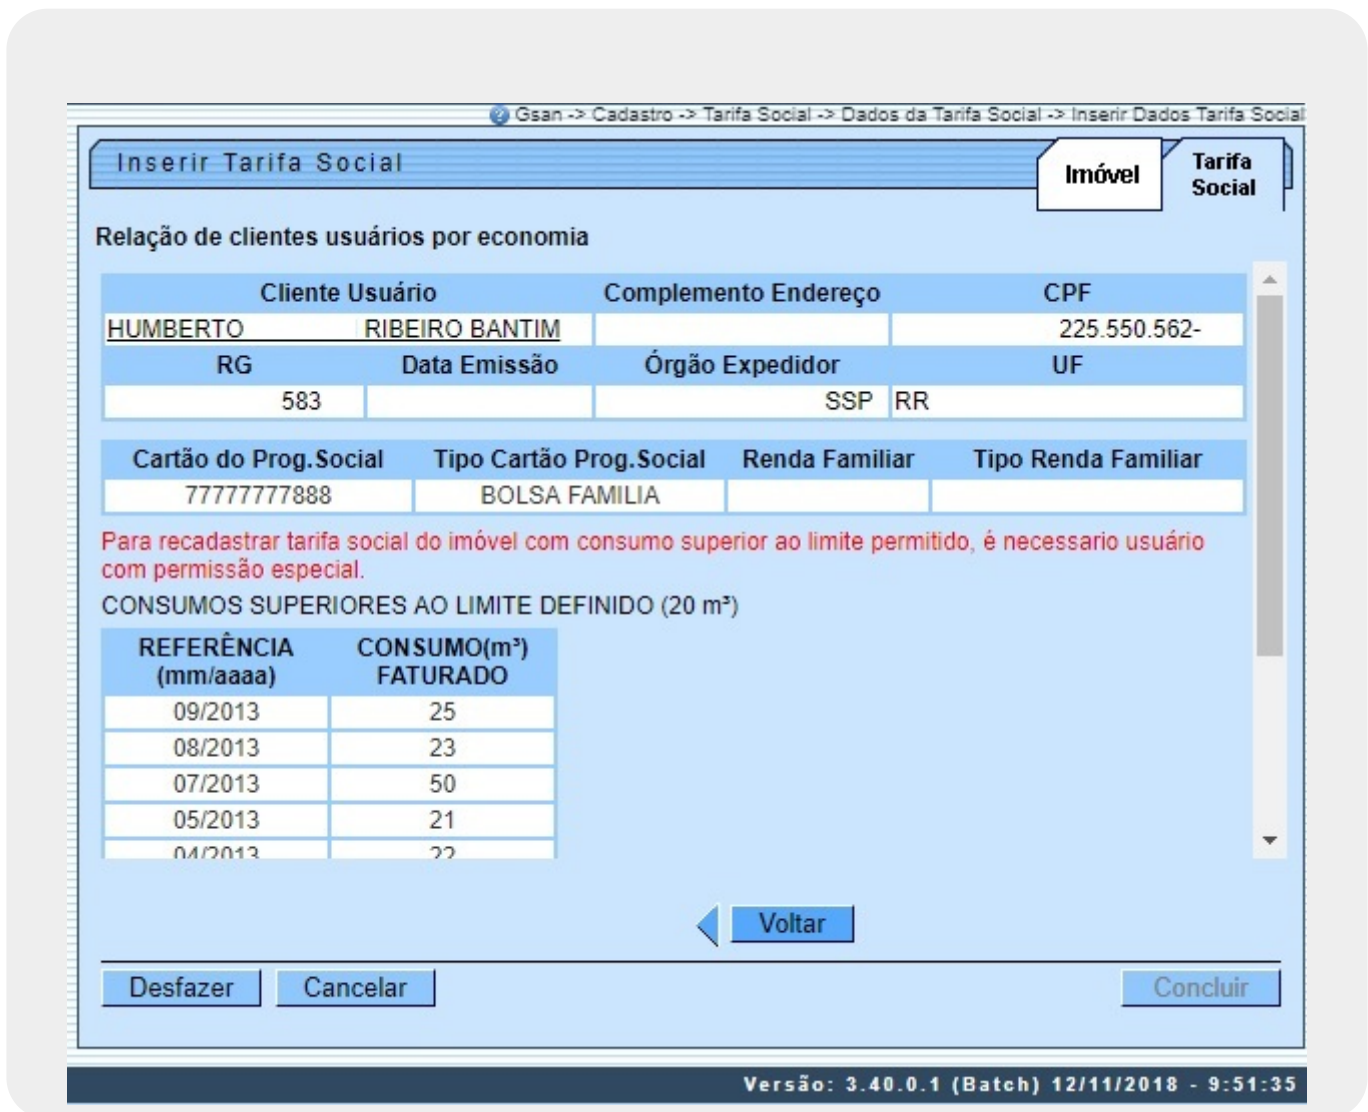 Gsan -> Cadastro -> Tarifa Social -> Dados da Tarifa Social -> Inserir Dados Tarifa Social
Inserir Tarifa Social
Imóvel
Tarifa
Social
Relação de clientes usuários por economia
Cliente Usuário Complemento Endereço CPF
HUMBERTO RIBEIRO BANTIM 225.550.562-
RG Data Emissão Órgão Expedidor UF
583 SSP RR
Cartão do Prog.Social Tipo Cartão Prog.Social Renda Familiar Tipo Renda Familiar
77777777888 BOLSA FAMILIA
Para recadastrar tarifa social do imóvel com consumo superior ao limite permitido, é necessario usuário
com permissão especial.
CONSUMOS SUPERIORES AO LIMITE DEFINIDO (20 m³)
REFERÊNCIA CONSUMO(m³)
(mm/aaaa) FATURADO
09/2013 25
08/2013 23
07/2013 50
05/2013 21
04/2013 22
Voltar
Desfazer Cancelar Concluir
Versão: 3.40.0.1 (Batch) 12/11/2018 - 9:51:35